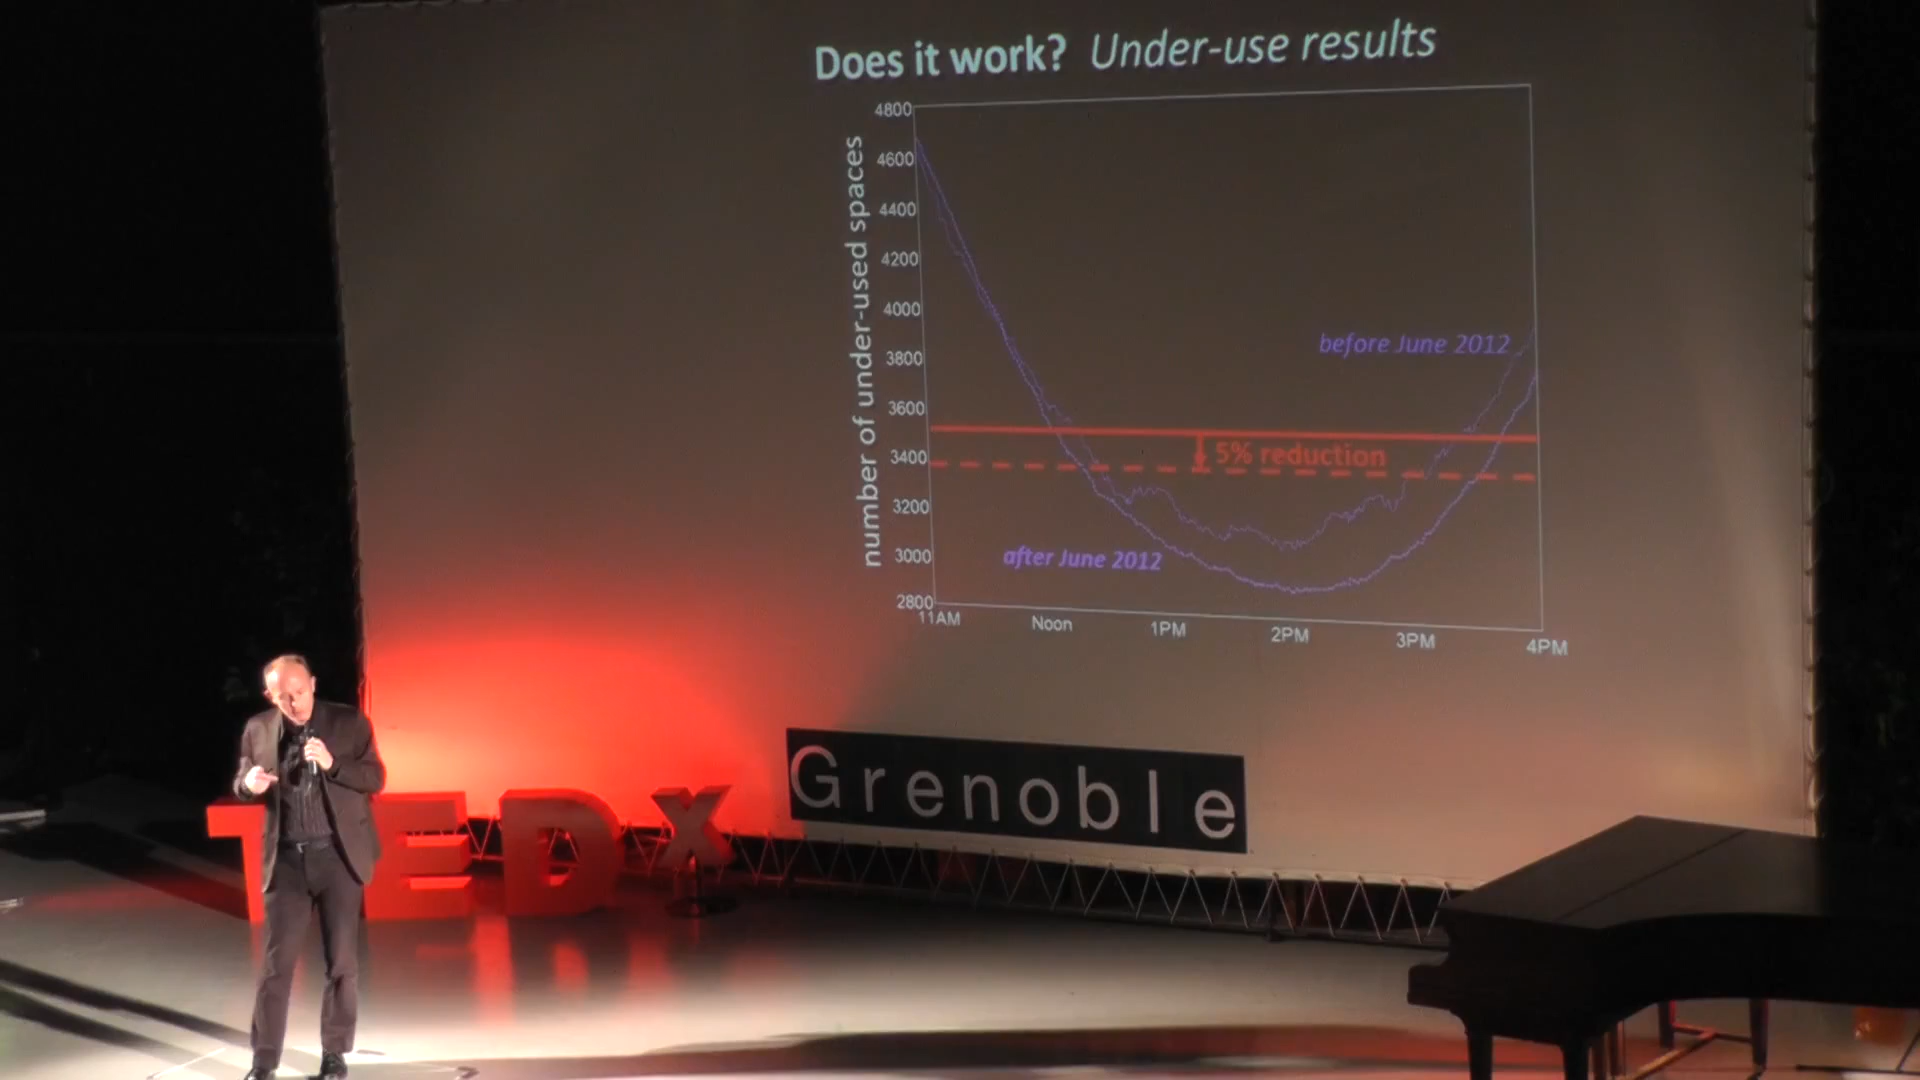 Does it work? Under-use results
number of under-used spaces
4800
4600
4400
4200
4000
3800
3600
3400
3200
3000
2800
before June 2012
5% reduction
after June 2012
11AM Noon 1PM 2PM 3PM 4PM
Grenoble
TEDx